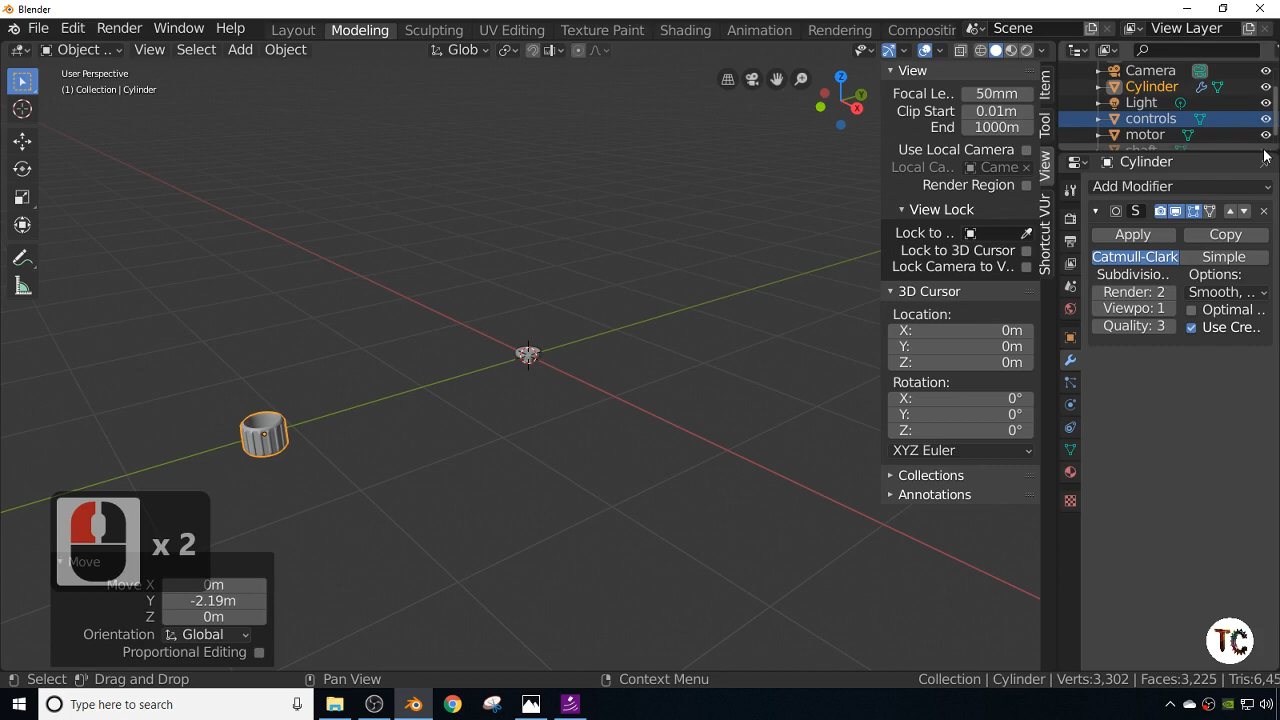 Blender
File Edit Render Window Help
Layout Modeling Sculpting UV Editing Texture Paint Shading Animation Rendering
Scene
View Layer
Object ..
View Select Add Object
Glob
User Perspective
(1) Collection | Cylinder
Z
Y
X
View
Focal Le.. 50mm
Clip Start 0.01m
End 1000m
Use Local Camera
Local Ca.. Came
Render Region
View Lock
Lock to ..
Lock to 3D Cursor
Lock Camera to V..
3D Cursor
Location:
X: 0m
Y: 0m
Z: 0m
Rotation:
X: 0°
Y: 0°
Z: 0°
XYZ Euler
Collections
Annotations
Item
Tool
View
Shortcut VUr
Camera
Cylinder
Light
controls
motor
shaft
Cylinder
Add Modifier
S
Apply Copy
Catmull-Clark Simple
Subdivisio.. Options:
Render: 2 Smooth, ..
Viewpo: 1 Optimal ..
Quality: 3 Use Cre..
x 2
Move
Move X 0m
Y -2.19m
Z 0m
Orientation Global
Proportional Editing
TC
Select Drag and Drop Pan View Context Menu Collection | Cylinder | Verts:3,302 | Faces:3,225 | Tris:6,45
Type here to search